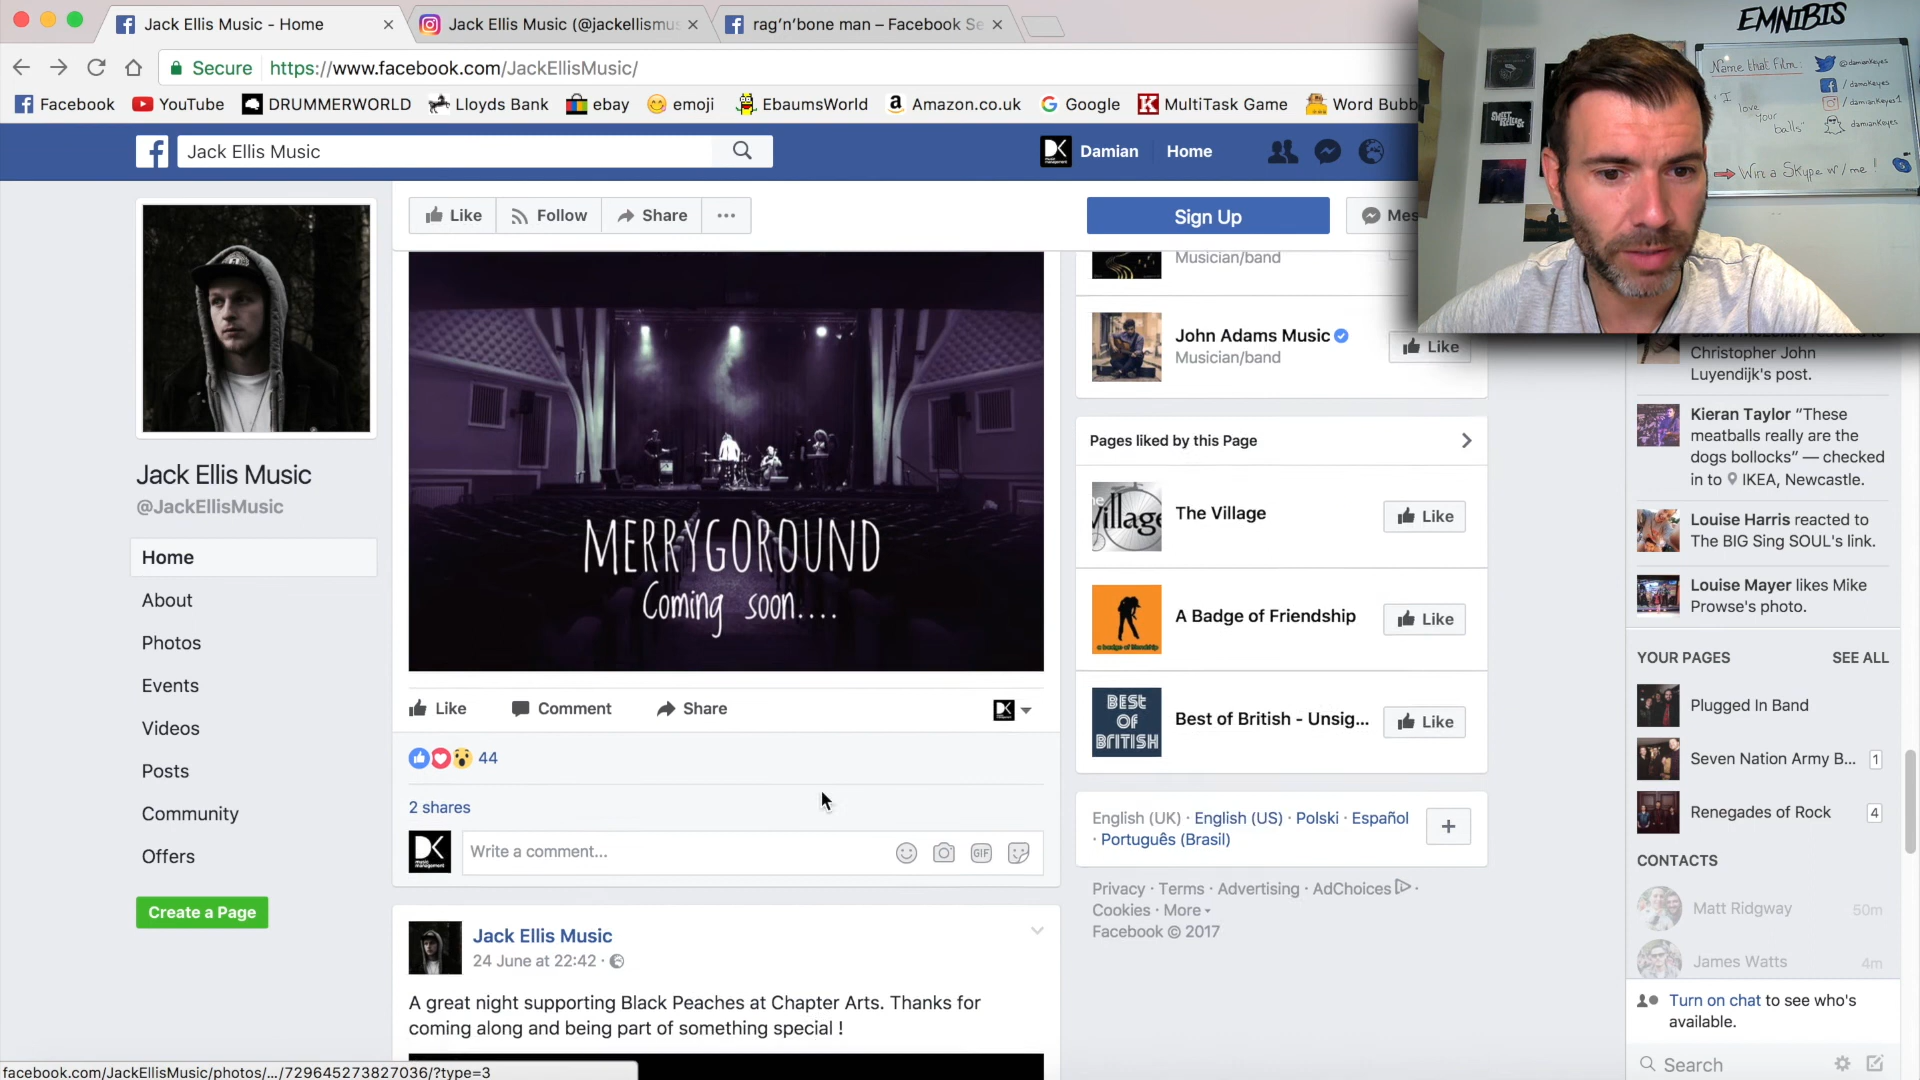 Jack Ellis Music - Home
Jack Ellis Music (@jackellismus
rag'n'bone man – Facebook Se
Secure https://www.facebook.com/JackEllisMusic/
Facebook YouTube DRUMMERWORLD Lloyds Bank ebay emoji EbaumsWorld Amazon.co.uk Google MultiTask Game Word Bubb
EMNIBIS
Name that Film:
"I
love
your
balls"
→ Win a Skype w/ me!
@damiankeyes
/damiankeyes
/damiankeyes1
damiankeyes
Jack Ellis Music
Damian Home
Like Follow Share ...
Sign Up
Mes
Jack Ellis Music
@JackEllisMusic
Home
About
Photos
Events
Videos
Posts
Community
Offers
Create a Page
MERRYGOROUND
Coming soon....
Like Comment Share
44
2 shares
Write a comment...
GIF
Jack Ellis Music
24 June at 22:42 ·
A great night supporting Black Peaches at Chapter Arts. Thanks for
coming along and being part of something special !
Musician/band
John Adams Music
Musician/band
Like
Pages liked by this Page
The Village
Like
A Badge of Friendship
Like
BEST
OF
BRITISH
Best of British - Unsig...
Like
English (UK) · English (US) · Polski · Español
· Português (Brasil)
Privacy · Terms · Advertising · AdChoices ·
Cookies · More
Facebook © 2017
Christopher John
Luyendijk's post.
Kieran Taylor “These
meatballs really are the
dogs bollocks” — checked
in to IKEA, Newcastle.
Louise Harris reacted to
The BIG Sing SOUL's link.
Louise Mayer likes Mike
Prowse's photo.
YOUR PAGES SEE ALL
Plugged In Band
Seven Nation Army B... 1
Renegades of Rock 4
CONTACTS
Matt Ridgway 50m
James Watts 4m
Turn on chat to see who's
available.
Search
facebook.com/JackEllisMusic/photos/.../729645273827036/?type=3